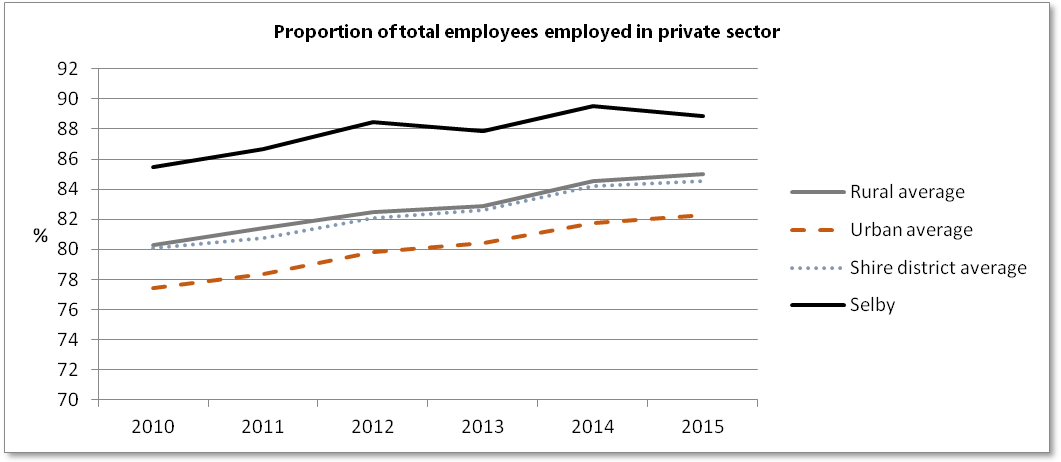 Proportion of total employees employed in private sector
92
90
88
86
84
82
80
78
76
74
72
70
%
2010 2011 2012 2013 2014 2015
Rural average
Urban average
Shire district average
Selby